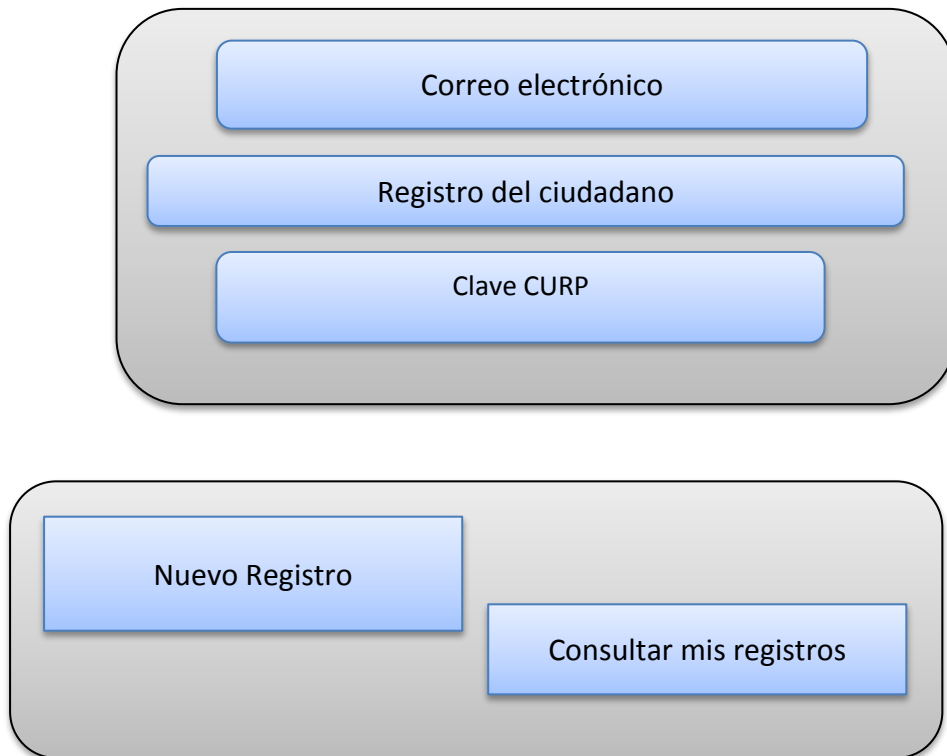 Correo electrónico
Registro del ciudadano
Clave CURP
Nuevo Registro
Consultar mis registros